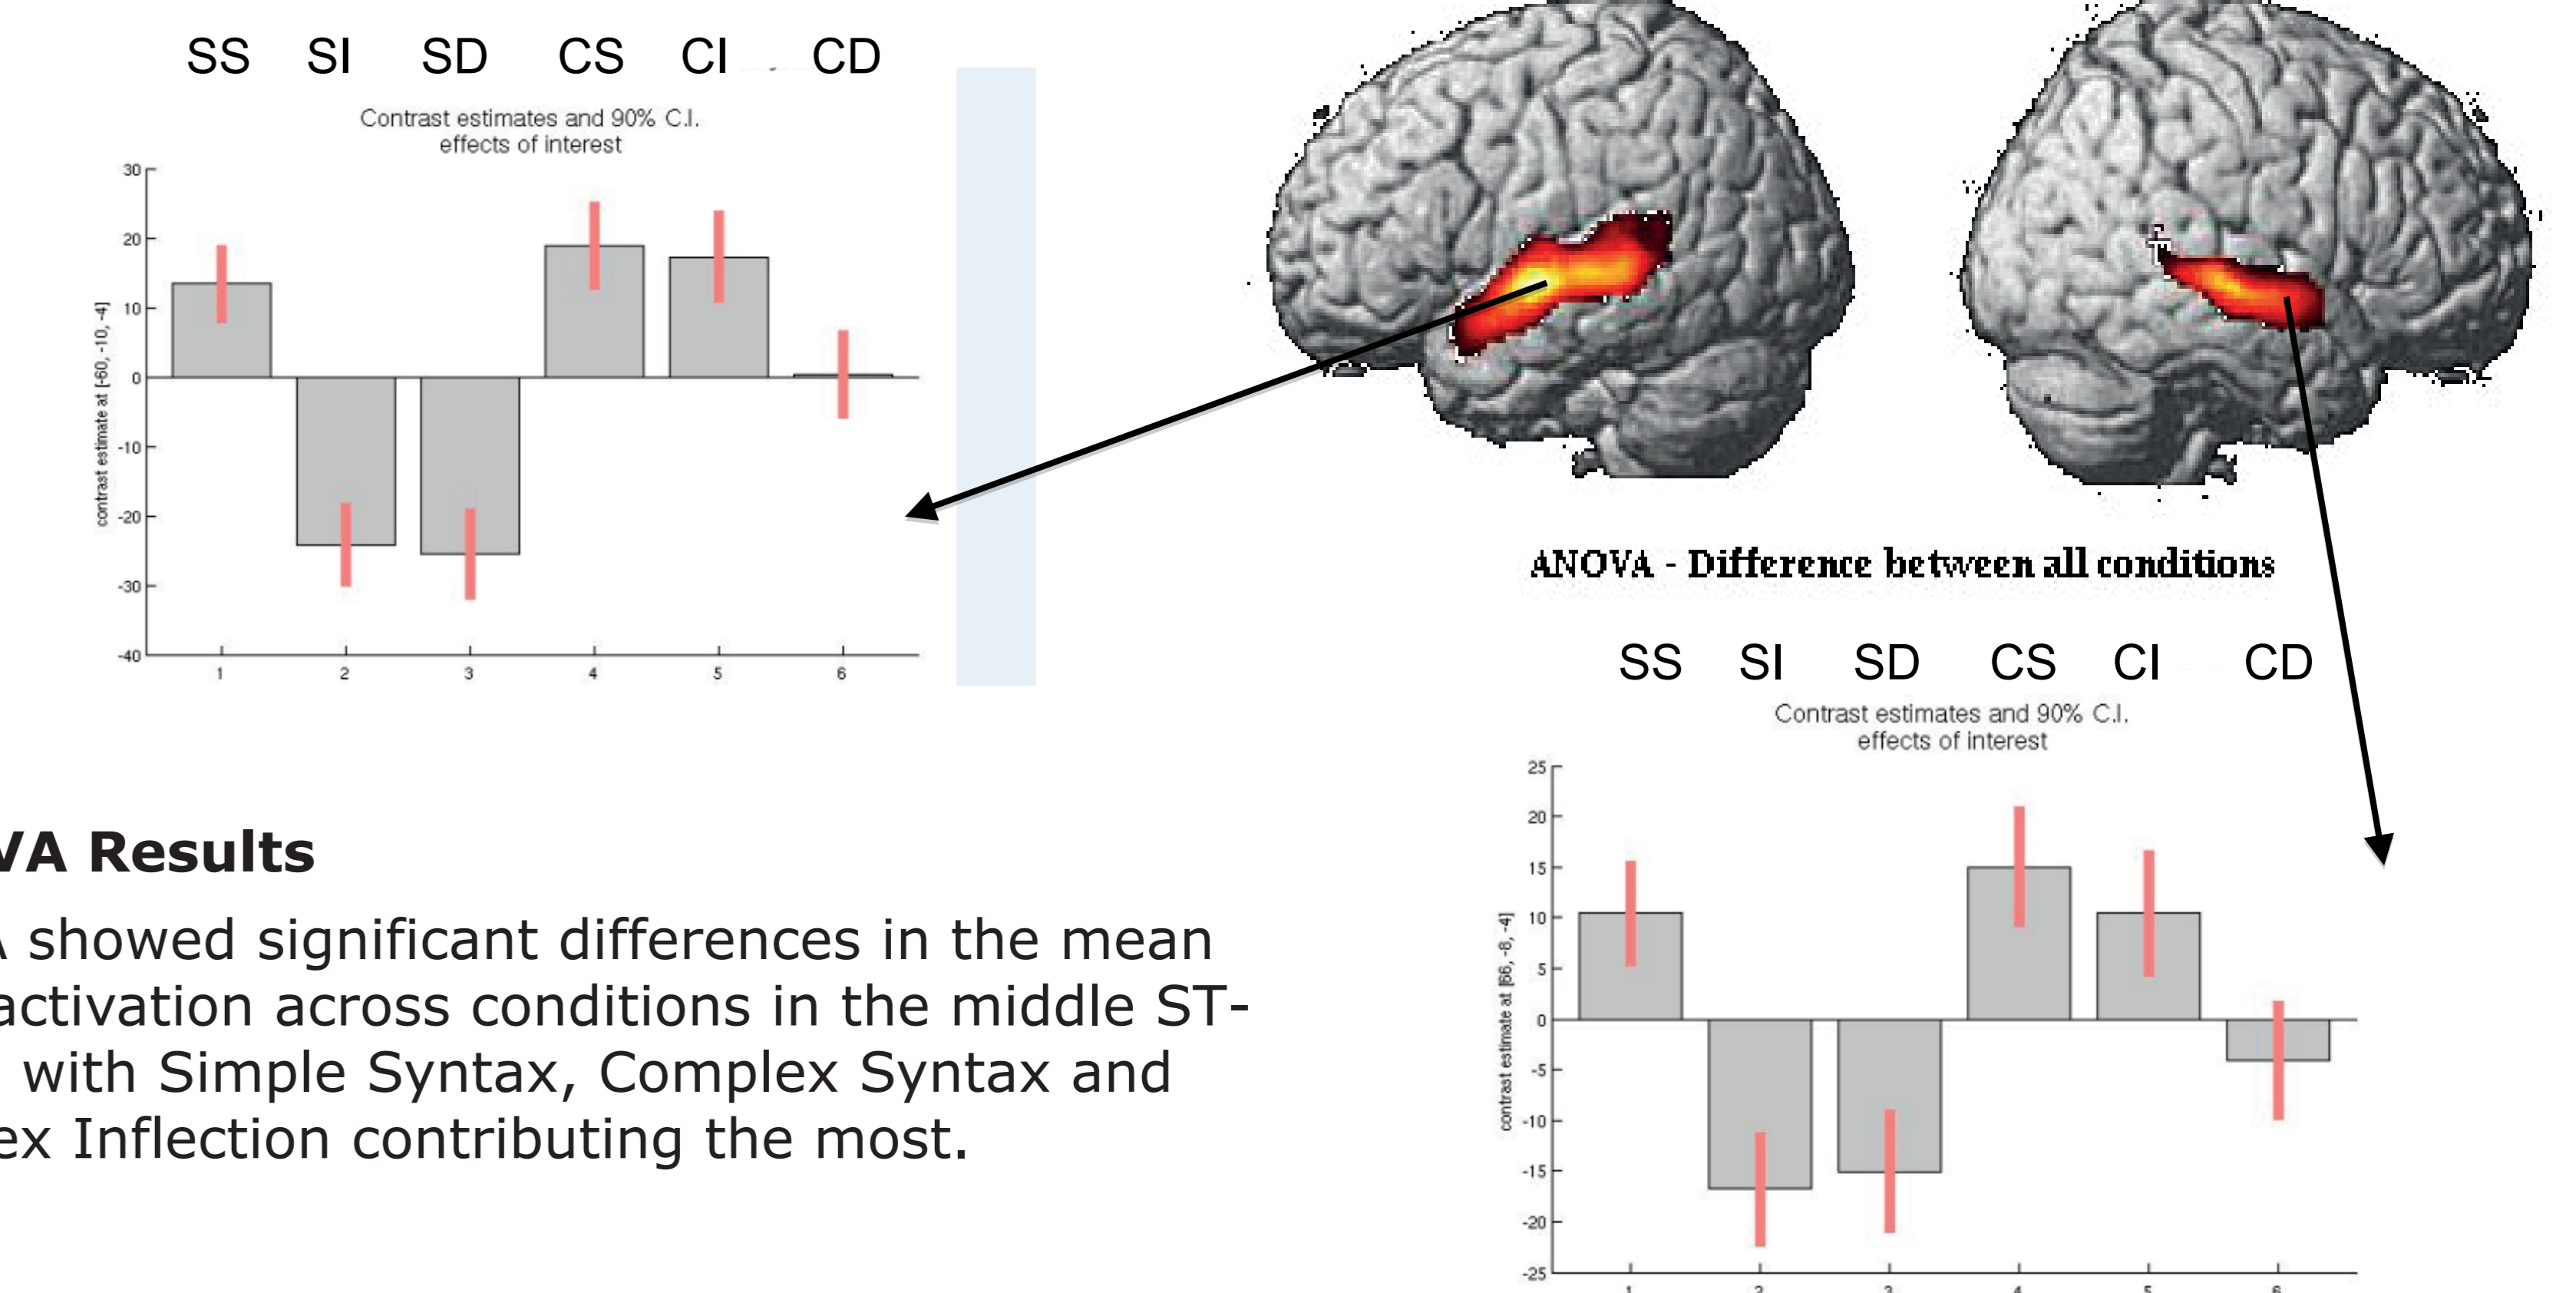 SS SI SD CS CI CD
Contrast estimates and 90% C.I.
effects of interest
contrast estimate at [-60, -10, -4]
30
20
10
0
-10
-20
-30
-40
1 2 3 4 5 6
ANOVA - Difference between all conditions
SS SI SD CS CI CD
Contrast estimates and 90% C.I.
effects of interest
contrast estimate at [66, -8, -4]
25
20
15
10
5
0
-5
-10
-15
-20
-25
VA Results
showed significant differences in the mean
activation across conditions in the middle ST-
with Simple Syntax, Complex Syntax and
ex Inflection contributing the most.